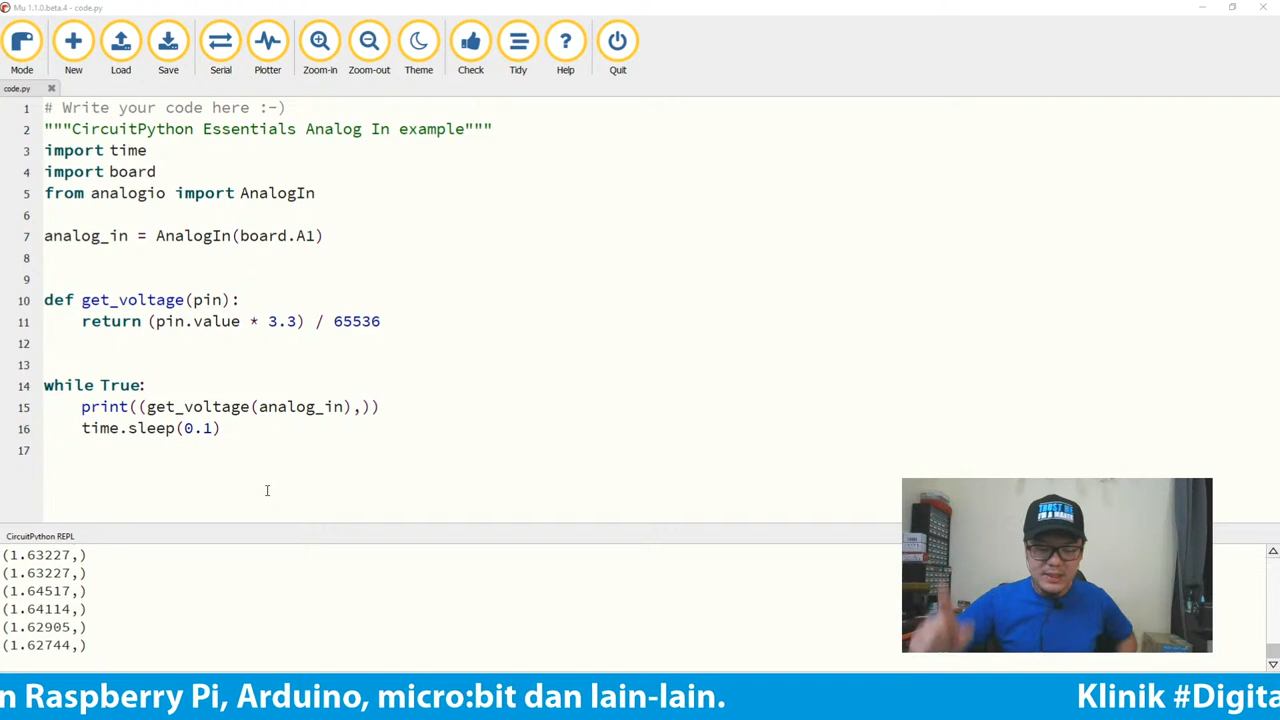 Mu 1.1.0.beta.4 - code.py
Mode New Load Save Serial Plotter Zoom-in Zoom-out Theme Check Tidy Help Quit
code.py
1 # Write your code here :-)
2 """CircuitPython Essentials Analog In example"""
3 import time
4 import board
5 from analogio import AnalogIn
6
7 analog_in = AnalogIn(board.A1)
8
9
10 def get_voltage(pin):
11 return (pin.value * 3.3) / 65536
12
13
14 while True:
15 print((get_voltage(analog_in),))
16 time.sleep(0.1)
17
TRUST ME
I'M A MAKER
CircuitPython REPL
(1.63227,)
(1.63227,)
(1.64517,)
(1.64114,)
(1.62905,)
(1.62744,)
n Raspberry Pi, Arduino, micro:bit dan lain-lain. Klinik #Digita